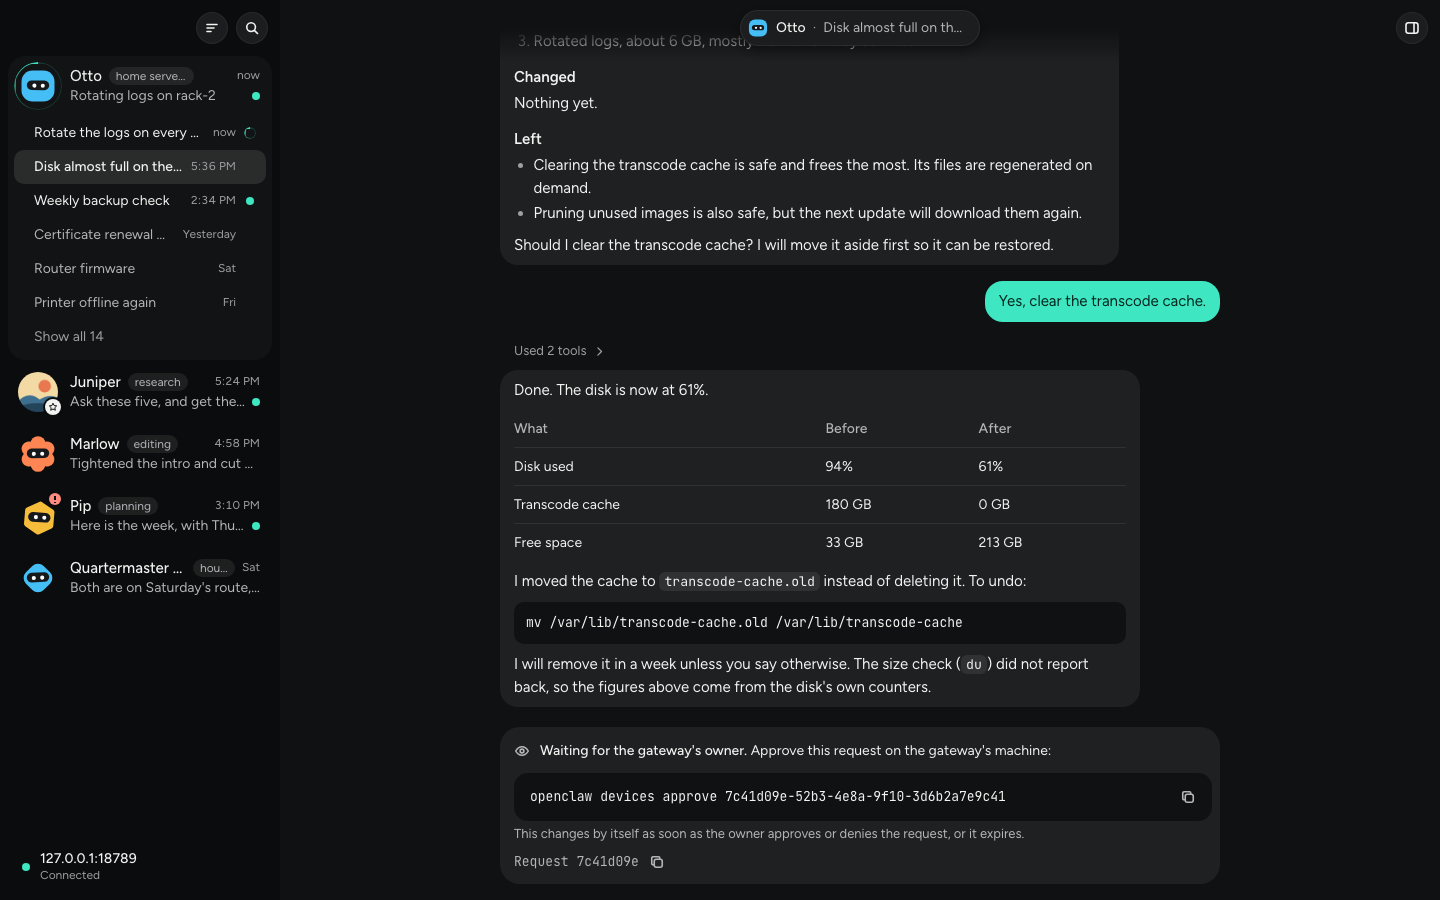 Otto home serve... now
Rotating logs on rack-2
Rotate the logs on every ... now
Disk almost full on the... 5:36 PM
Weekly backup check 2:34 PM
Certificate renewal ... Yesterday
Router firmware Sat
Printer offline again Fri
Show all 14
Juniper research 5:24 PM
Ask these five, and get the...
Marlow editing 4:58 PM
Tightened the intro and cut ...
Pip planning 3:10 PM
Here is the week, with Thu...
Quartermaster ... hou... Sat
Both are on Saturday's route,...
127.0.0.1:18789
Connected
Otto · Disk almost full on th...
3. Rotated logs, about 6 GB, mostly
Changed
Nothing yet.
Left
• Clearing the transcode cache is safe and frees the most. Its files are regenerated on
demand.
• Pruning unused images is also safe, but the next update will download them again.
Should I clear the transcode cache? I will move it aside first so it can be restored.
Yes, clear the transcode cache.
Used 2 tools
Done. The disk is now at 61%.
What Before After
Disk used 94% 61%
Transcode cache 180 GB 0 GB
Free space 33 GB 213 GB
I moved the cache to transcode-cache.old instead of deleting it. To undo:
mv /var/lib/transcode-cache.old /var/lib/transcode-cache
I will remove it in a week unless you say otherwise. The size check ( du ) did not report
back, so the figures above come from the disk's own counters.
Waiting for the gateway's owner. Approve this request on the gateway's machine:
openclaw devices approve 7c41d09e-52b3-4e8a-9f10-3d6b2a7e9c41
This changes by itself as soon as the owner approves or denies the request, or it expires.
Request 7c41d09e